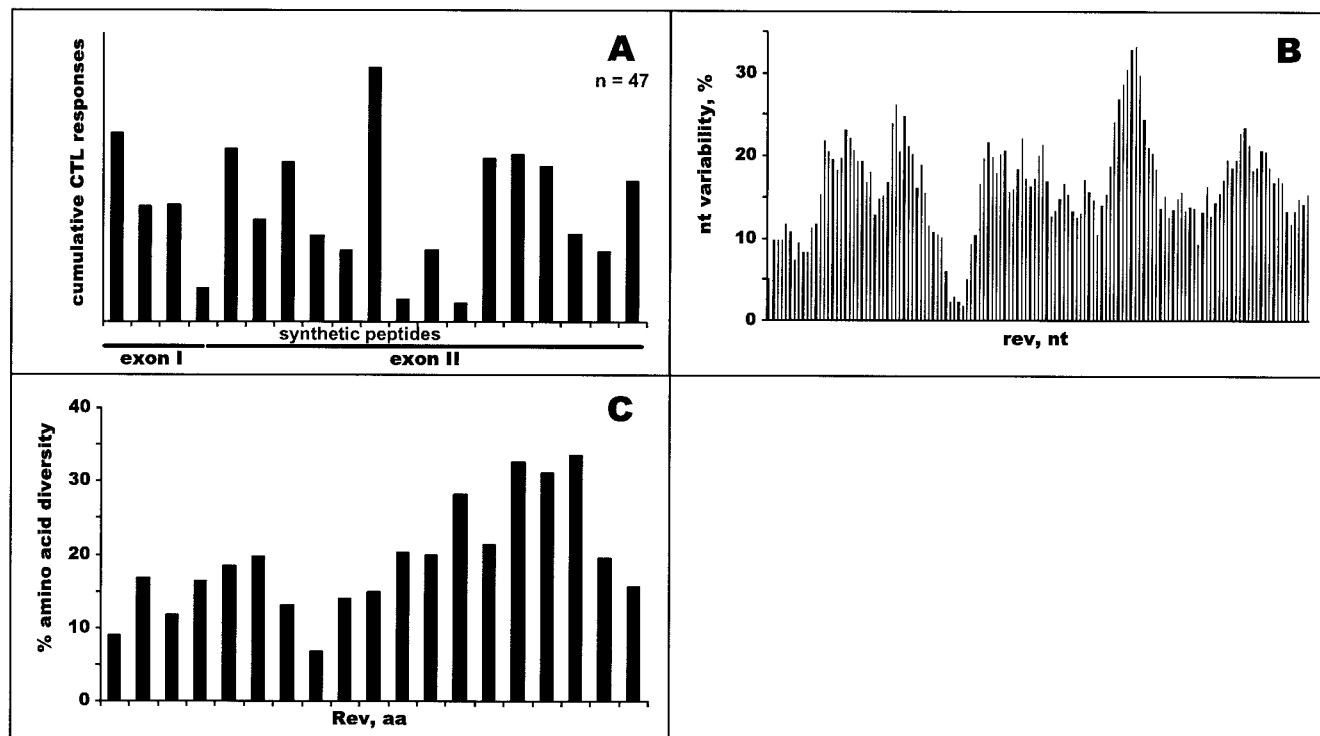 A
n = 47
cumulative CTL responses
synthetic peptides
exon I
exon II
B
nt variability, %
30
20
10
0
rev, nt
C
% amino acid diversity
40
30
20
10
0
Rev, aa